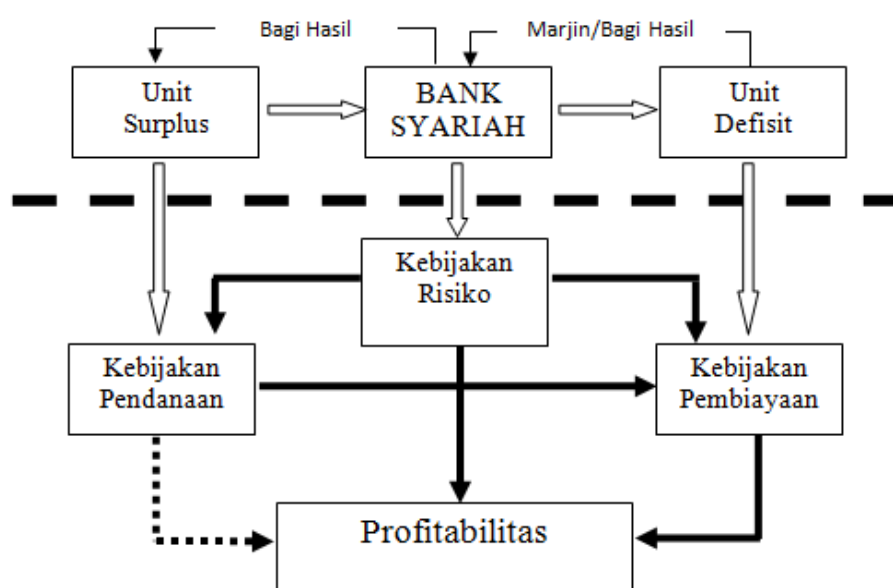 Bagi Hasil
Marjin/Bagi Hasil
Unit
Surplus
BANK
SYARIAH
Unit
Defisit
Kebijakan
Risiko
Kebijakan
Pendanaan
Kebijakan
Pembiayaan
Profitabilitas